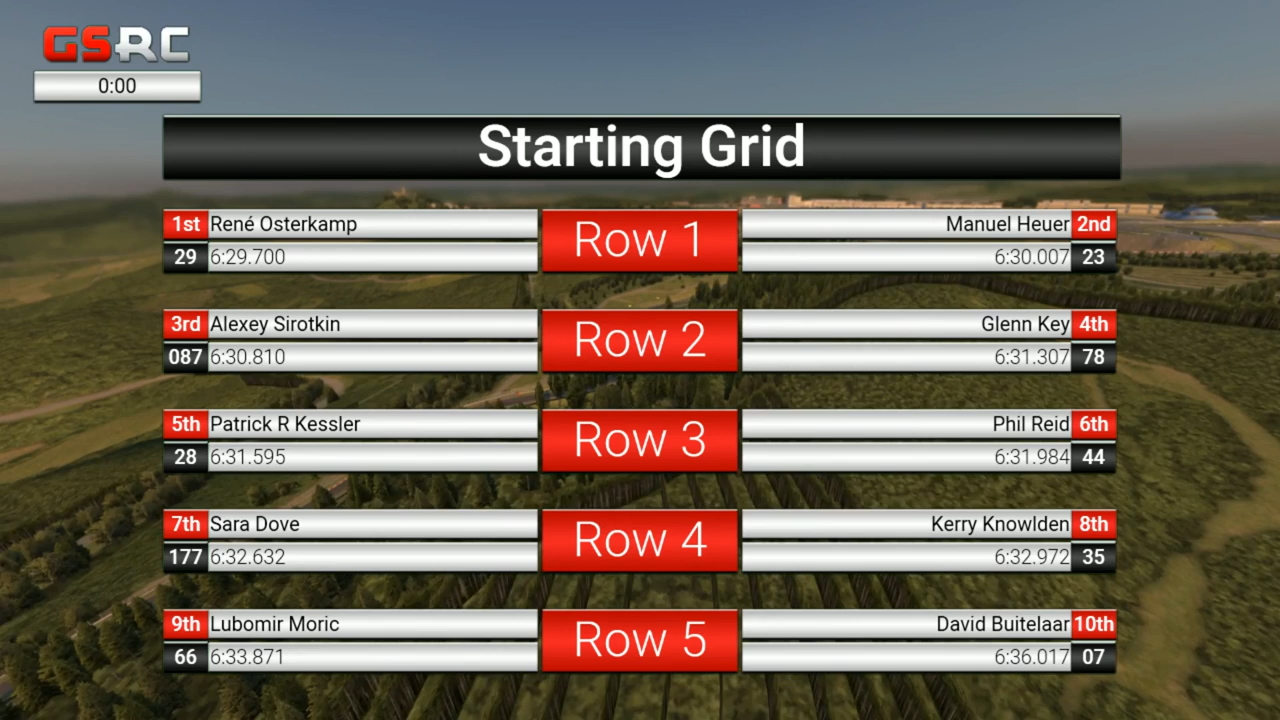 GSRC
0:00
Starting Grid
1st René Osterkamp
29 6:29.700
Row 1
Manuel Heuer 2nd
6:30.007 23
3rd Alexey Sirotkin
087 6:30.810
Row 2
Glenn Key 4th
6:31.307 78
5th Patrick R Kessler
28 6:31.595
Row 3
Phil Reid 6th
6:31.984 44
7th Sara Dove
177 6:32.632
Row 4
Kerry Knowlden 8th
6:32.972 35
9th Lubomir Moric
66 6:33.871
Row 5
David Buitelaar 10th
6:36.017 07